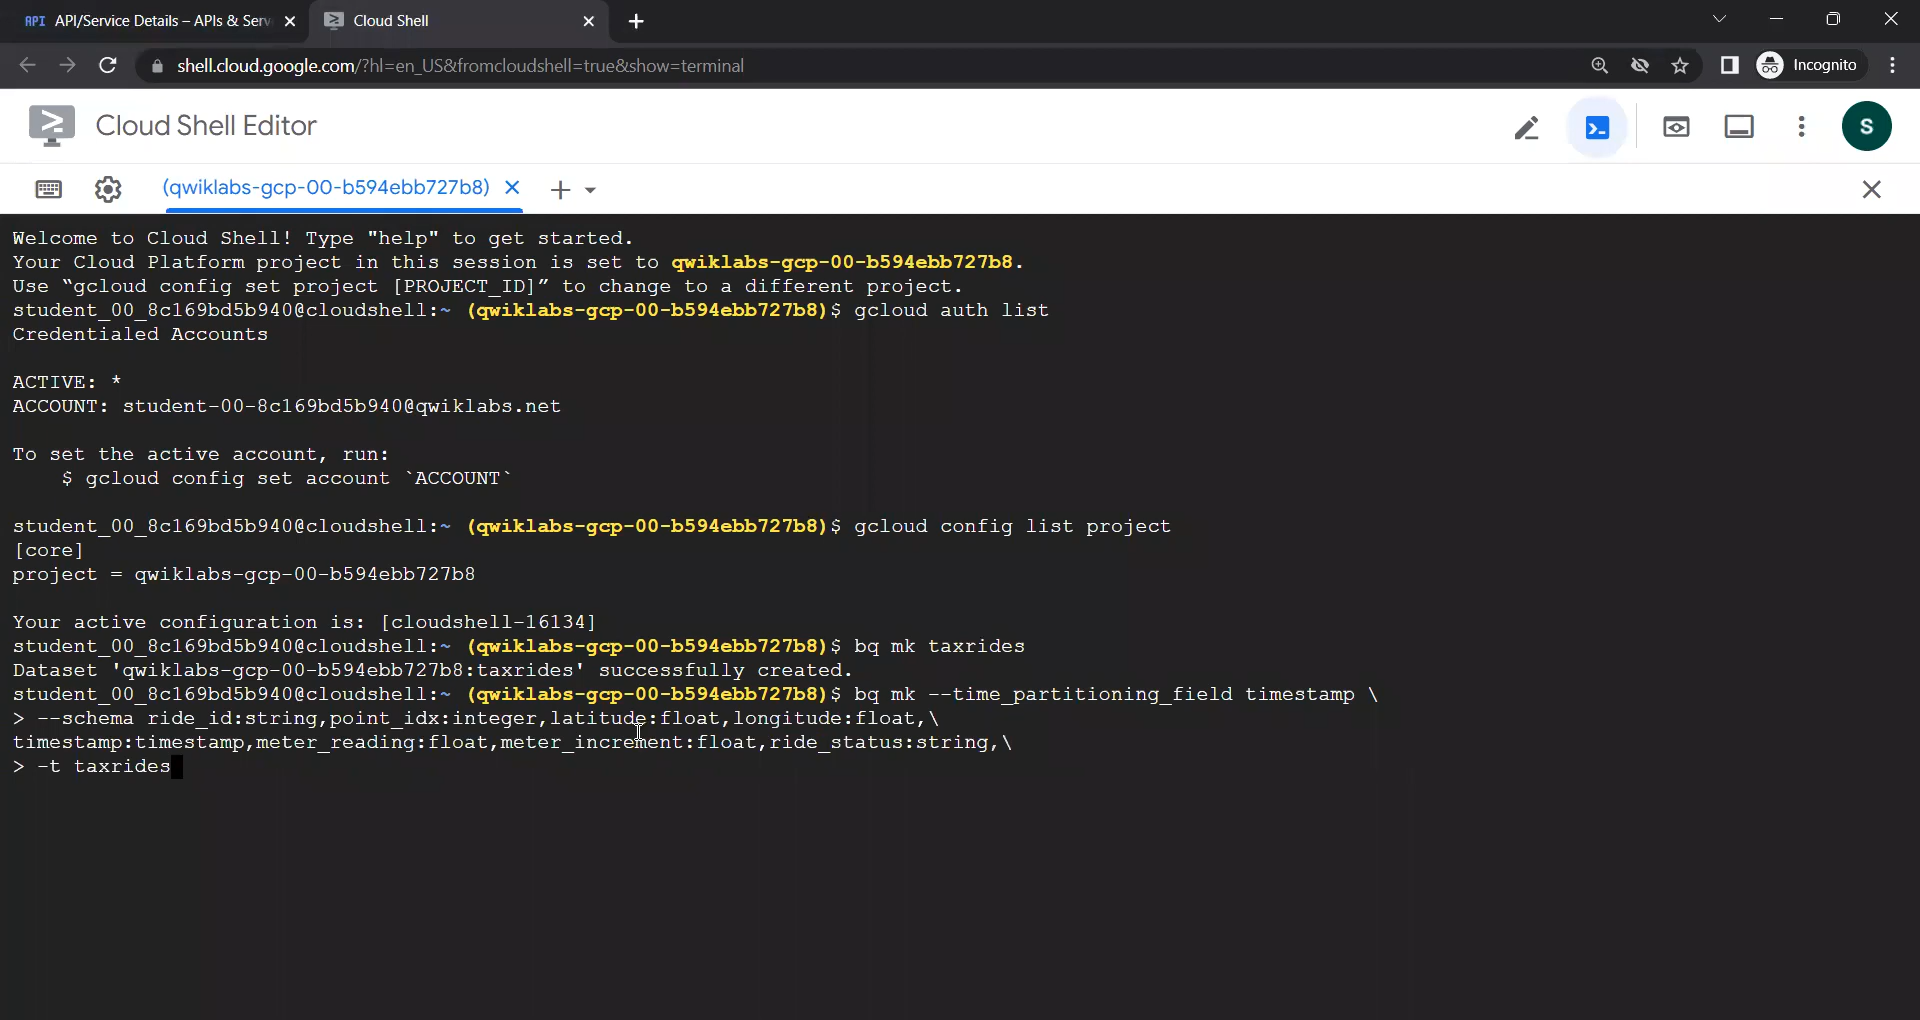 API API/Service Details – APIs & Serv
Cloud Shell
shell.cloud.google.com/?hl=en_US&fromcloudshell=true&show=terminal
Incognito
Cloud Shell Editor
S
(qwiklabs-gcp-00-b594ebb727b8)
Welcome to Cloud Shell! Type "help" to get started.
Your Cloud Platform project in this session is set to qwiklabs-gcp-00-b594ebb727b8.
Use “gcloud config set project [PROJECT_ID]” to change to a different project.
student_00_8c169bd5b940@cloudshell:~ (qwiklabs-gcp-00-b594ebb727b8)$ gcloud auth list
Credentialed Accounts
ACTIVE: *
ACCOUNT: student-00-8c169bd5b940@qwiklabs.net
To set the active account, run:
$ gcloud config set account `ACCOUNT`
student_00_8c169bd5b940@cloudshell:~ (qwiklabs-gcp-00-b594ebb727b8)$ gcloud config list project
[core]
project = qwiklabs-gcp-00-b594ebb727b8
Your active configuration is: [cloudshell-16134]
student_00_8c169bd5b940@cloudshell:~ (qwiklabs-gcp-00-b594ebb727b8)$ bq mk taxrides
Dataset 'qwiklabs-gcp-00-b594ebb727b8:taxrides' successfully created.
student_00_8c169bd5b940@cloudshell:~ (qwiklabs-gcp-00-b594ebb727b8)$ bq mk --time_partitioning_field timestamp \
> --schema ride_id:string,point_idx:integer,latitude:float,longitude:float,\
timestamp:timestamp,meter_reading:float,meter_increment:float,ride_status:string,\
> -t taxrides